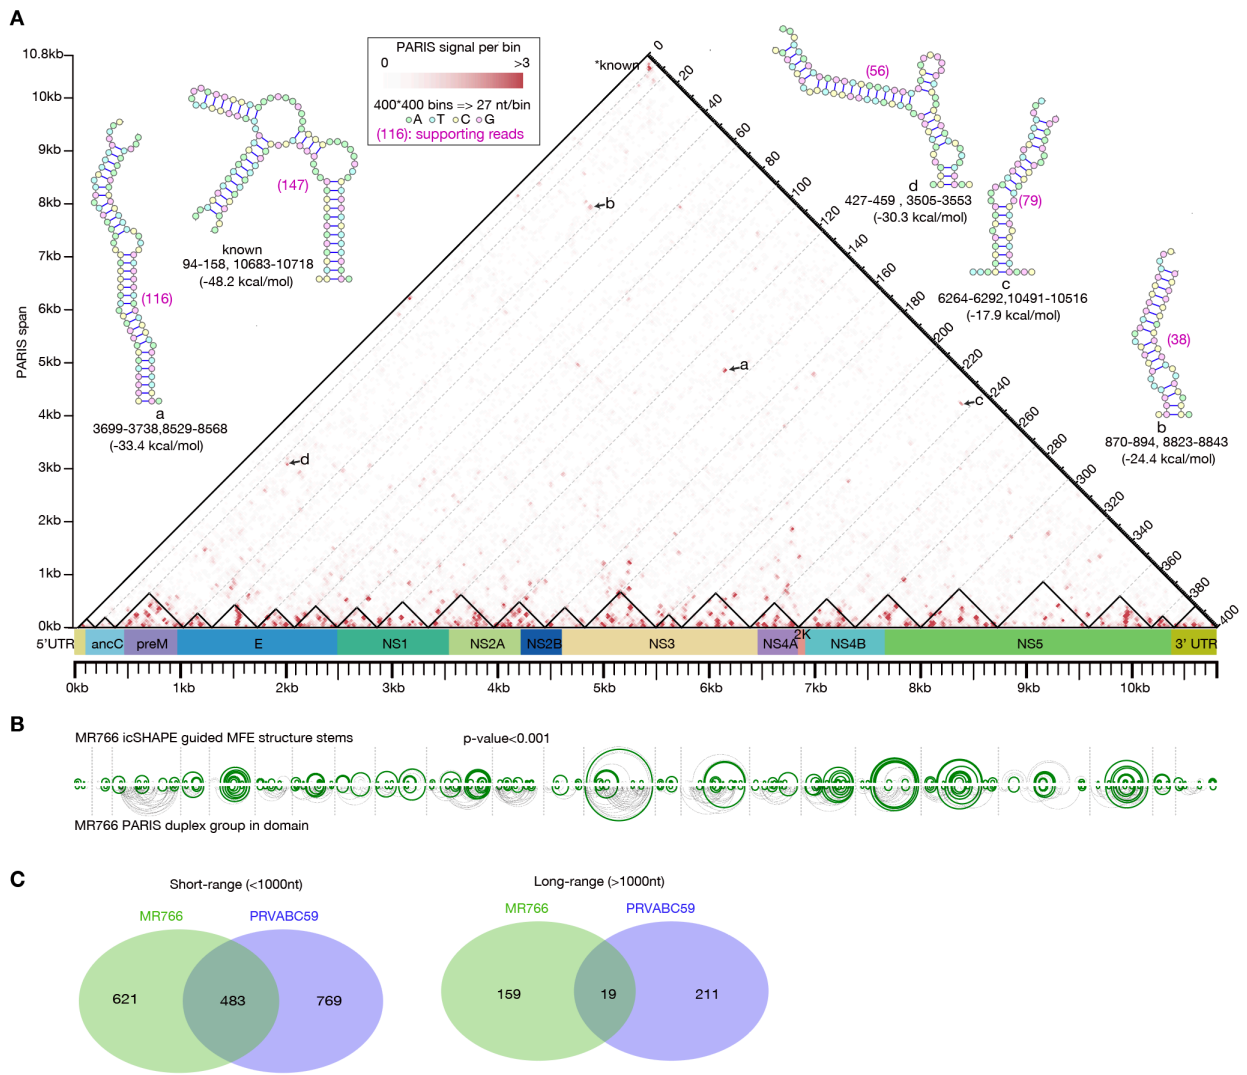 A
PARIS signal per bin
0 >3
400*400 bins => 27 nt/bin
A T C G
(116): supporting reads
10.8kb
10kb
9kb
8kb
7kb
6kb
5kb
4kb
3kb
2kb
1kb
0kb
PARIS span
*known
0
20
40
60
80
100
120
140
160
180
200
220
240
260
280
300
320
340
360
380
400
(116)
a
3699-3738,8529-8568
(-33.4 kcal/mol)
(147)
known
94-158, 10683-10718
(-48.2 kcal/mol)
(56)
d
427-459 , 3505-3553
(-30.3 kcal/mol)
(79)
c
6264-6292,10491-10516
(-17.9 kcal/mol)
(38)
b
870-894, 8823-8843
(-24.4 kcal/mol)
b
a
c
d
5'UTR ancC preM E NS1 NS2A NS2B NS3 NS4A 2K NS4B NS5 3' UTR
0kb 1kb 2kb 3kb 4kb 5kb 6kb 7kb 8kb 9kb 10kb
B
MR766 icSHAPE guided MFE structure stems p-value<0.001
MR766 PARIS duplex group in domain
C
Short-range (<1000nt)
MR766 PRVABC59
621 483 769
Long-range (>1000nt)
MR766 PRVABC59
159 19 211